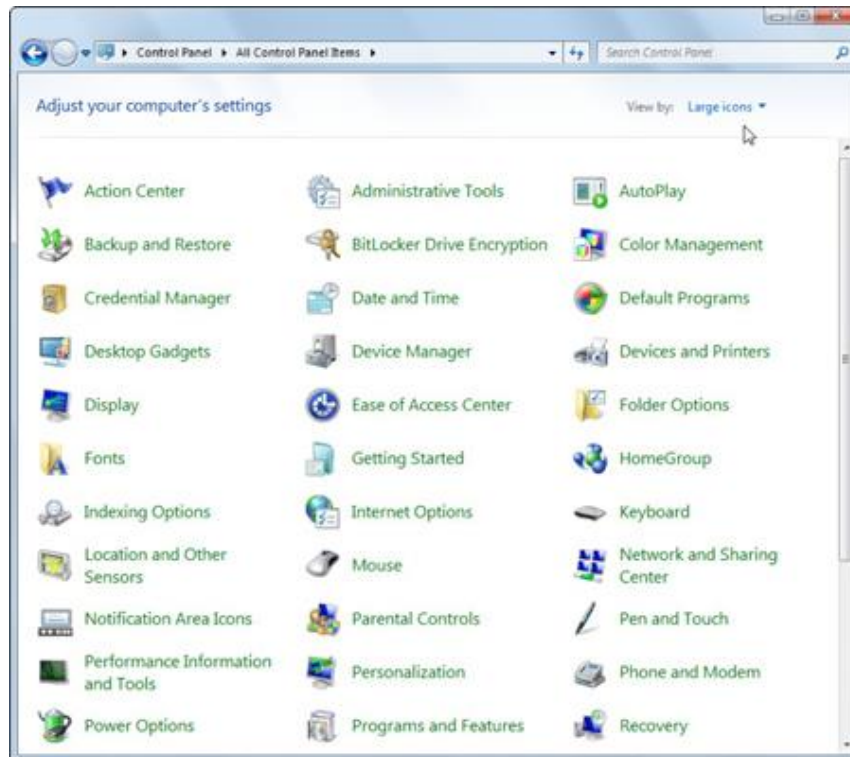 Control Panel All Control Panel Items Search Control Panel
Adjust your computer's settings View by: Large icons
Action Center Administrative Tools AutoPlay
Backup and Restore BitLocker Drive Encryption Color Management
Credential Manager Date and Time Default Programs
Desktop Gadgets Device Manager Devices and Printers
Display Ease of Access Center Folder Options
Fonts Getting Started HomeGroup
Indexing Options Internet Options Keyboard
Location and Other
Sensors
Mouse
Network and Sharing
Center
Notification Area Icons Parental Controls Pen and Touch
Performance Information
and Tools
Personalization Phone and Modem
Power Options Programs and Features Recovery